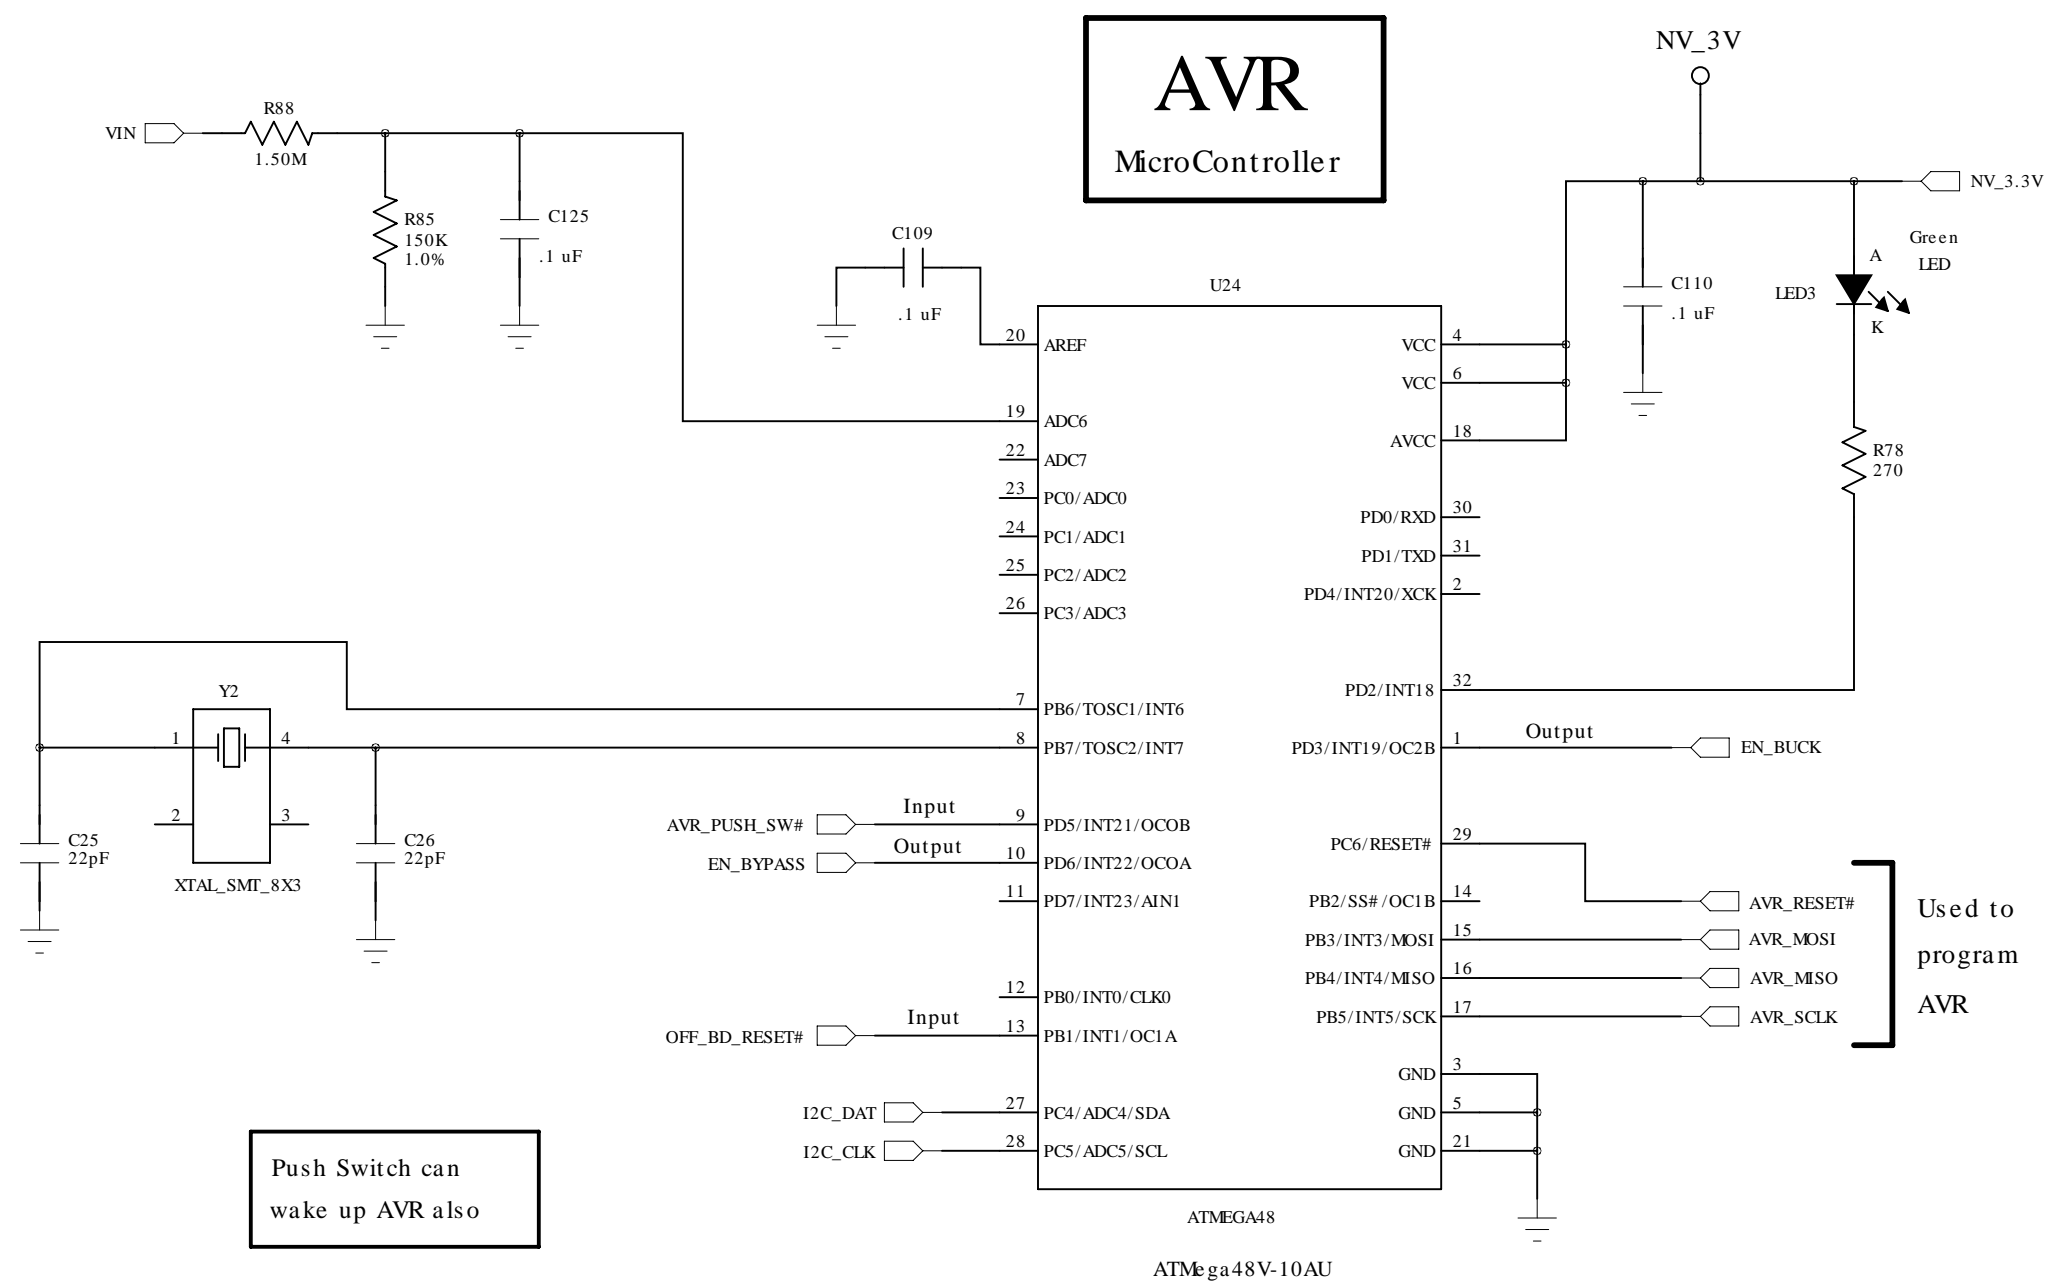 AVR
MicroController
NV_3V
NV_3.3V
VIN
R88
1.50M
R85
150K
1.0%
C125
.1 uF
C109
.1 uF
C110
.1 uF
Green
LED
A
LED3
K
R78
270
U24
20 AREF
19 ADC6
22 ADC7
23 PC0/ADC0
24 PC1/ADC1
25 PC2/ADC2
26 PC3/ADC3
7 PB6/TOSC1/INT6
8 PB7/TOSC2/INT7
AVR_PUSH_SW# Input 9 PD5/INT21/OCOB
EN_BYPASS Output 10 PD6/INT22/OCOA
11 PD7/INT23/AIN1
12 PB0/INT0/CLK0
OFF_BD_RESET# Input 13 PB1/INT1/OC1A
I2C_DAT 27 PC4/ADC4/SDA
I2C_CLK 28 PC5/ADC5/SCL
VCC 4
VCC 6
AVCC 18
PD0/RXD 30
PD1/TXD 31
PD4/INT20/XCK 2
PD2/INT18 32
PD3/INT19/OC2B 1 Output EN_BUCK
PC6/RESET# 29
PB2/SS#/OC1B 14
AVR_RESET#
PB3/INT3/MOSI 15 AVR_MOSI
PB4/INT4/MISO 16 AVR_MISO
PB5/INT5/SCK 17 AVR_SCLK
GND 3
GND 5
GND 21
Used to
program
AVR
Y2
1 4
2 3
XTAL_SMT_8X3
C25
22pF
C26
22pF
Push Switch can
wake up AVR also
ATMEGA48
ATMega48V-10AU